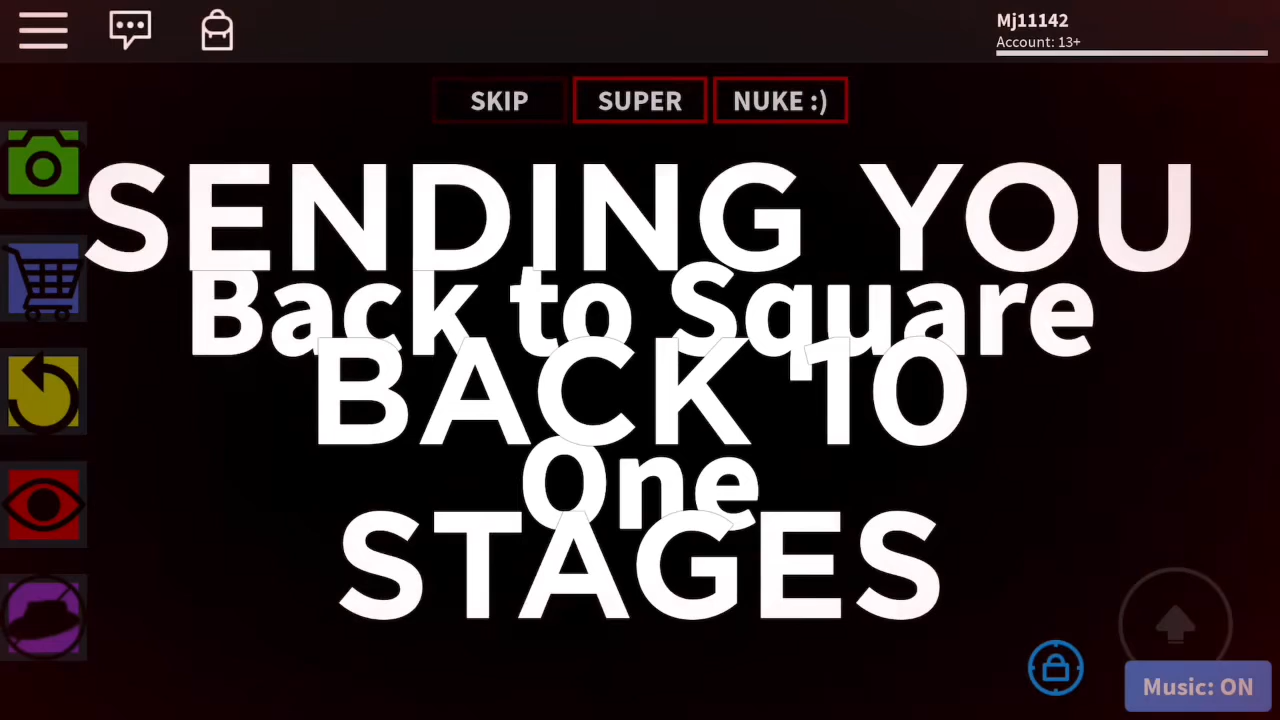 Mj11142
Account: 13+
SKIP
SUPER
NUKE :)
SENDING YOU
Back to Square
BACK 10
One
STAGES
Music: ON